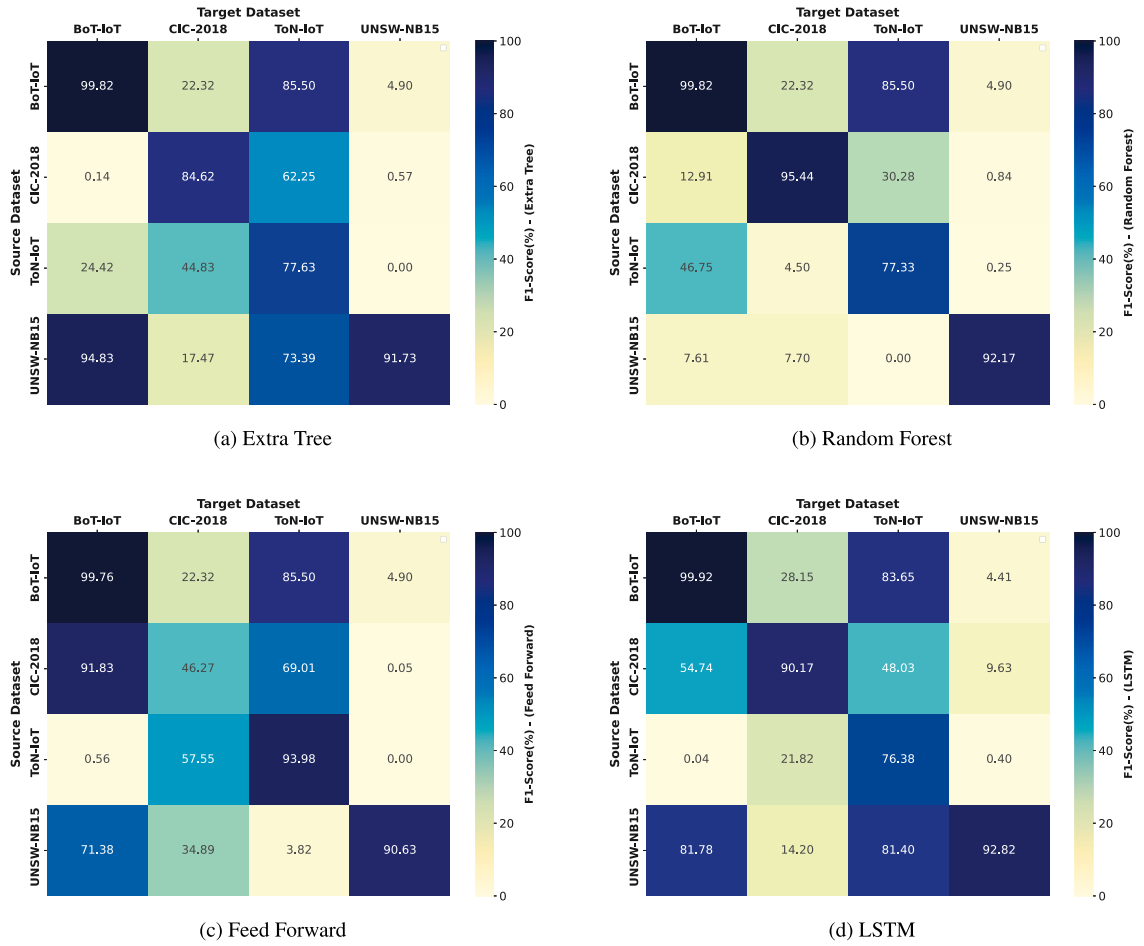 Target Dataset
BoT-IoT CIC-2018 ToN-IoT UNSW-NB15
Source Dataset
BoT-IoT 99.82 22.32 85.50 4.90
CIC-2018 0.14 84.62 62.25 0.57
ToN-IoT 24.42 44.83 77.63 0.00
UNSW-NB15 94.83 17.47 73.39 91.73
100
80
60
40
20
0
F1-Score(%) - (Extra Tree)
(a) Extra Tree
Target Dataset
BoT-IoT CIC-2018 ToN-IoT UNSW-NB15
Source Dataset
BoT-IoT 99.82 22.32 85.50 4.90
CIC-2018 12.91 95.44 30.28 0.84
ToN-IoT 46.75 4.50 77.33 0.25
UNSW-NB15 7.61 7.70 0.00 92.17
100
80
60
40
20
0
F1-Score(%) - (Random Forest)
(b) Random Forest
Target Dataset
BoT-IoT CIC-2018 ToN-IoT UNSW-NB15
Source Dataset
BoT-IoT 99.76 22.32 85.50 4.90
CIC-2018 91.83 46.27 69.01 0.05
ToN-IoT 0.56 57.55 93.98 0.00
UNSW-NB15 71.38 34.89 3.82 90.63
100
80
60
40
20
0
F1-Score(%) - (Feed Forward)
(c) Feed Forward
Target Dataset
BoT-IoT CIC-2018 ToN-IoT UNSW-NB15
Source Dataset
BoT-IoT 99.92 28.15 83.65 4.41
CIC-2018 54.74 90.17 48.03 9.63
ToN-IoT 0.04 21.82 76.38 0.40
UNSW-NB15 81.78 14.20 81.40 92.82
100
80
60
40
20
0
F1-Score(%) - (LSTM)
(d) LSTM